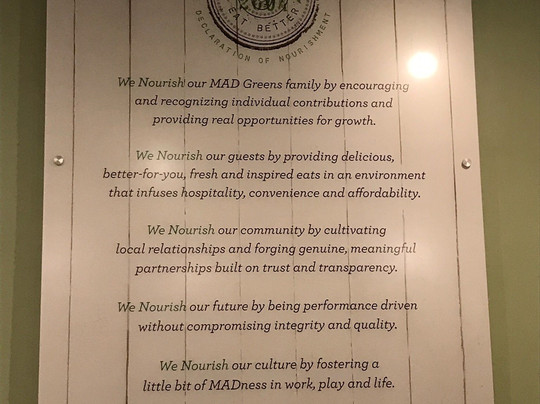 EAT BETTER
DECLARATION OF NOURISHMENT
We Nourish our MAD Greens family by encouraging
and recognizing individual contributions and
providing real opportunities for growth.
We Nourish our guests by providing delicious,
better-for-you, fresh and inspired eats in an environment
that infuses hospitality, convenience and affordability.
We Nourish our community by cultivating
local relationships and forging genuine, meaningful
partnerships built on trust and transparency.
We Nourish our future by being performance driven
without compromising integrity and quality.
We Nourish our culture by fostering a
little bit of MADness in work, play and life.